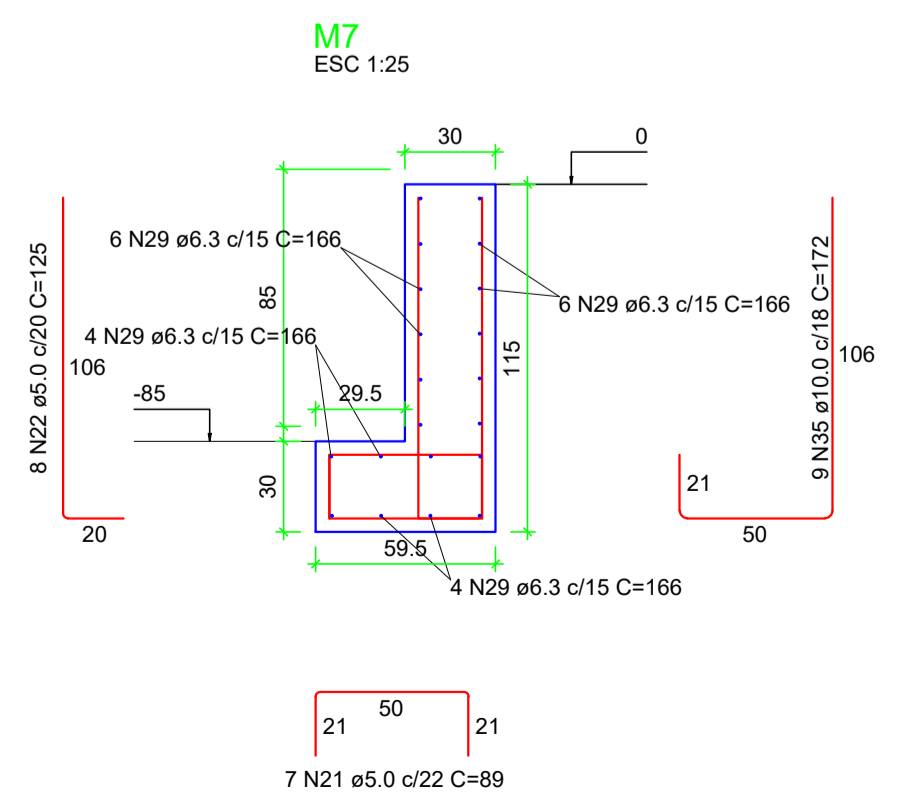 M7
ESC 1:25
30
0
6 N29 ø6.3 c/15 C=166
6 N29 ø6.3 c/15 C=166
85
4 N29 ø6.3 c/15 C=166
115
8 N22 ø5.0 c/20 C=125
106
9 N35 ø10.0 c/18 C=172
106
-85
29.5
30
21
20
50
59.5
4 N29 ø6.3 c/15 C=166
50
21
21
7 N21 ø5.0 c/22 C=89